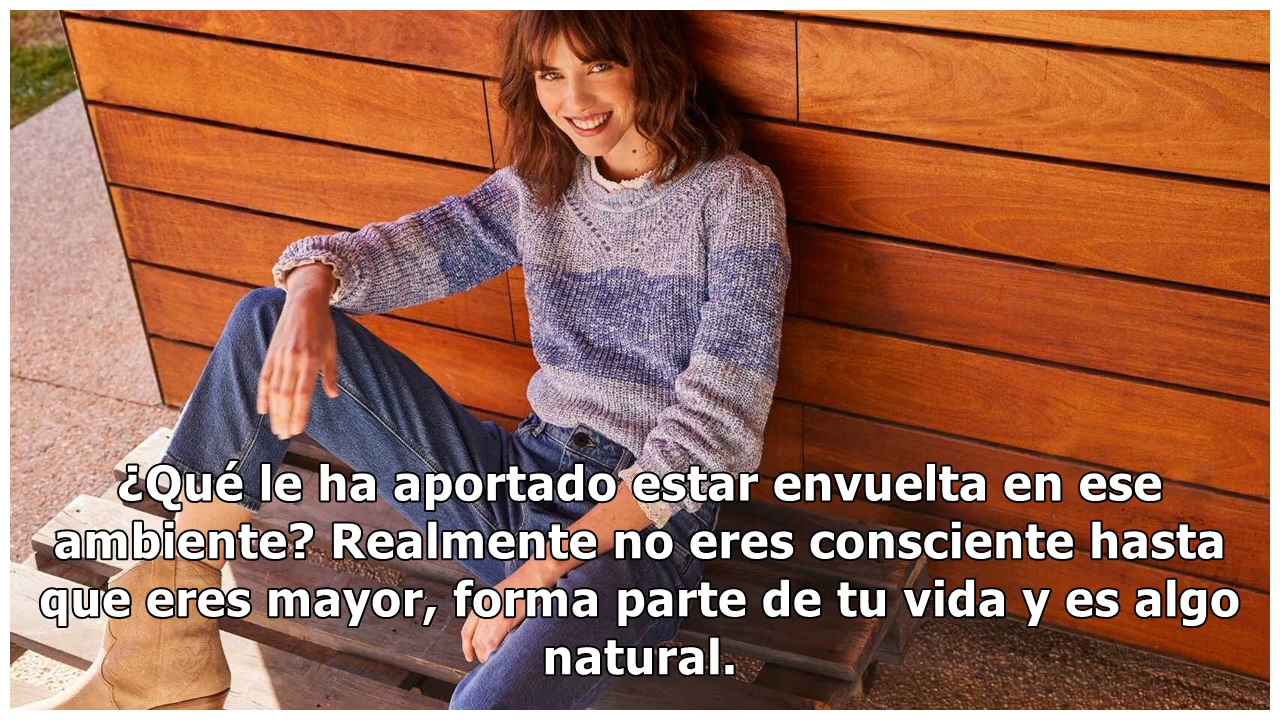 ¿Qué le ha aportado estar envuelta en ese
ambiente? Realmente no eres consciente hasta
que eres mayor, forma parte de tu vida y es algo
natural.